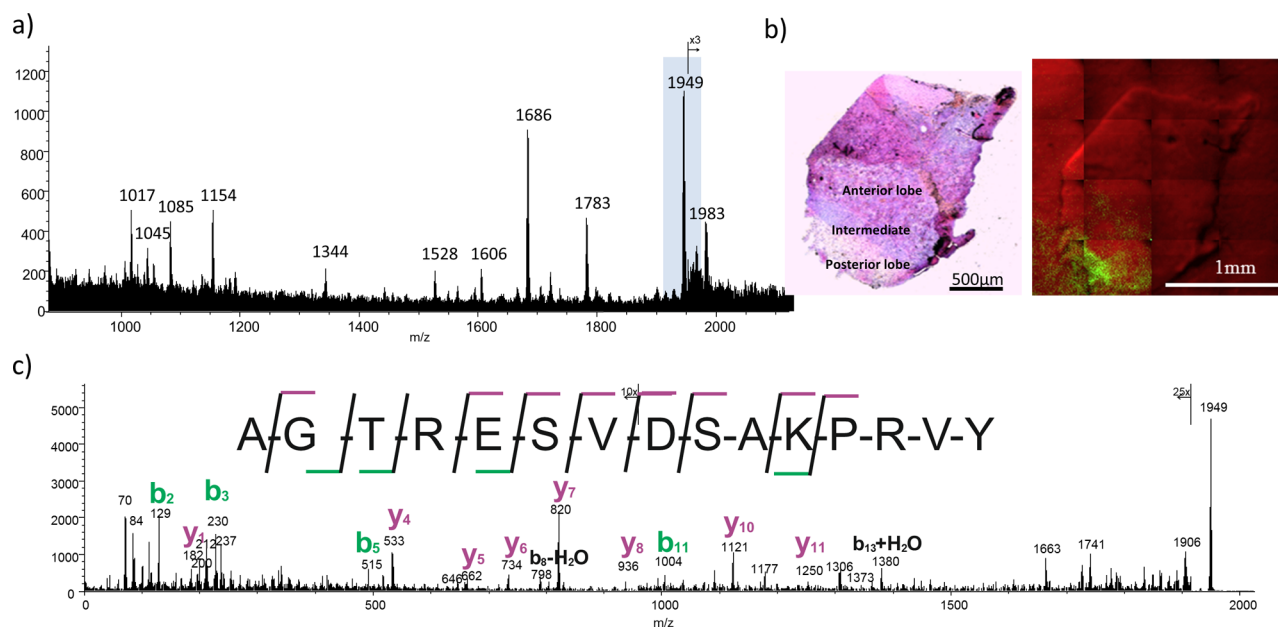 a)
x3
1200
1000
800
600
400
200
0
1949
1686
1017
1154
1085
1045
1783
1983
1344
1528
1606
1000
1200
1400
1600
1800
2000
m/z
b)
Anterior lobe
Intermediate
Posterior lobe
500µm
1mm
c)
10x
25x
5000
4000
3000
2000
1000
0
A-G-T-R-E-S-V-D-S-A-K-P-R-V-Y
70
84
b2
129
y1
182
200
212
b3
230
237
b5
515
y4
533
646
y5
662
y6
734
b8-H2O
798
y7
820
y8
936
b11
1004
y10
1121
1177
y11
1250
1306
b13+H2O
1373
1380
1663
1741
1906
1949
0
500
1000
1500
2000
m/z